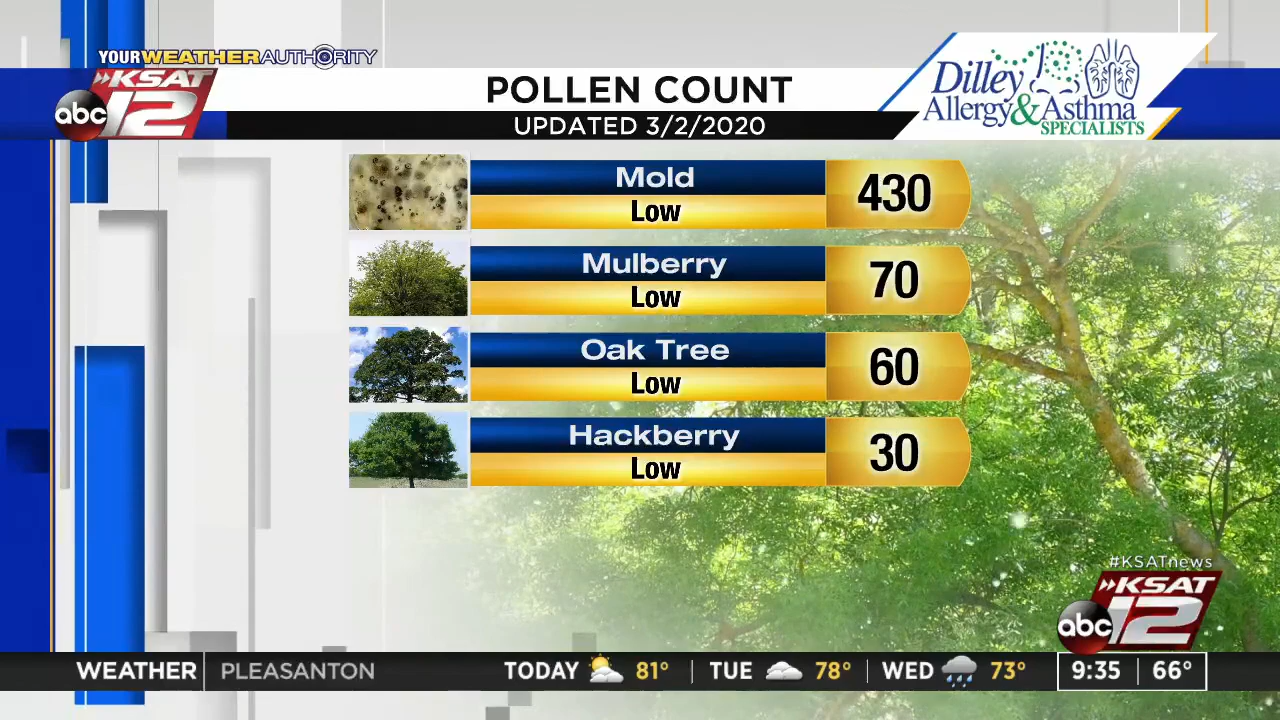 YOUR WEATHER AUTHORITY
KSAT
abc 12
POLLEN COUNT
UPDATED 3/2/2020
Dilley
Allergy & Asthma
SPECIALISTS
Mold
Low
430
Mulberry
Low
70
Oak Tree
Low
60
Hackberry
Low
30
#KSATnews
KSAT
abc 12
WEATHER PLEASANTON TODAY 81° TUE 78° WED 73° 9:35 66°